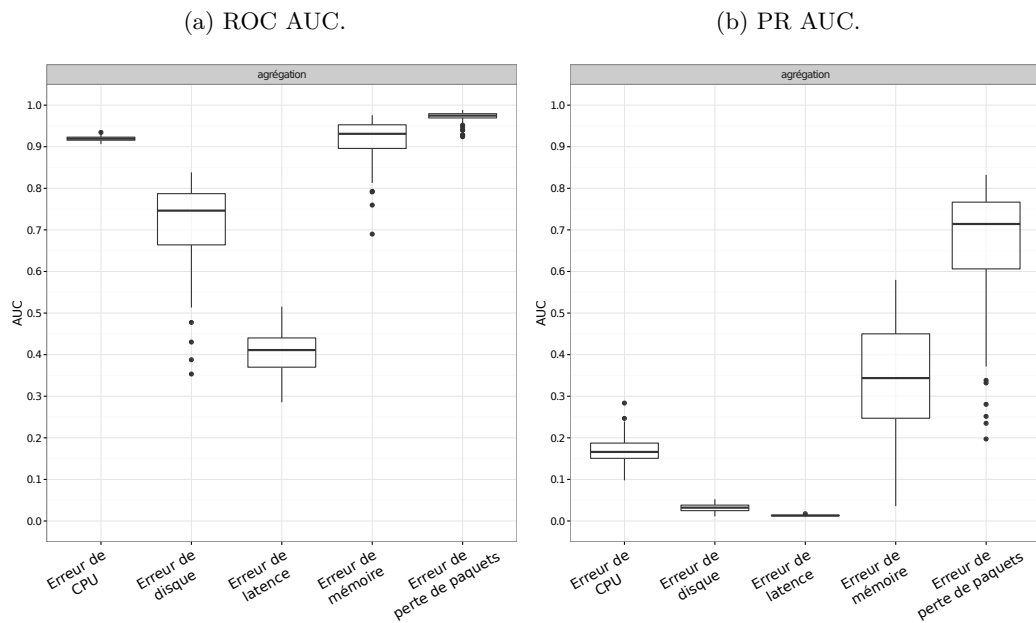 (a) ROC AUC.
agrégation
AUC
1.0
0.9
0.8
0.7
0.6
0.5
0.4
0.3
0.2
0.1
0.0
Erreur de
CPU
Erreur de
disque
Erreur de
latence
Erreur de
mémoire
Erreur de
perte de paquets
(b) PR AUC.
agrégation
AUC
1.0
0.9
0.8
0.7
0.6
0.5
0.4
0.3
0.2
0.1
0.0
Erreur de
CPU
Erreur de
disque
Erreur de
latence
Erreur de
mémoire
Erreur de
perte de paquets